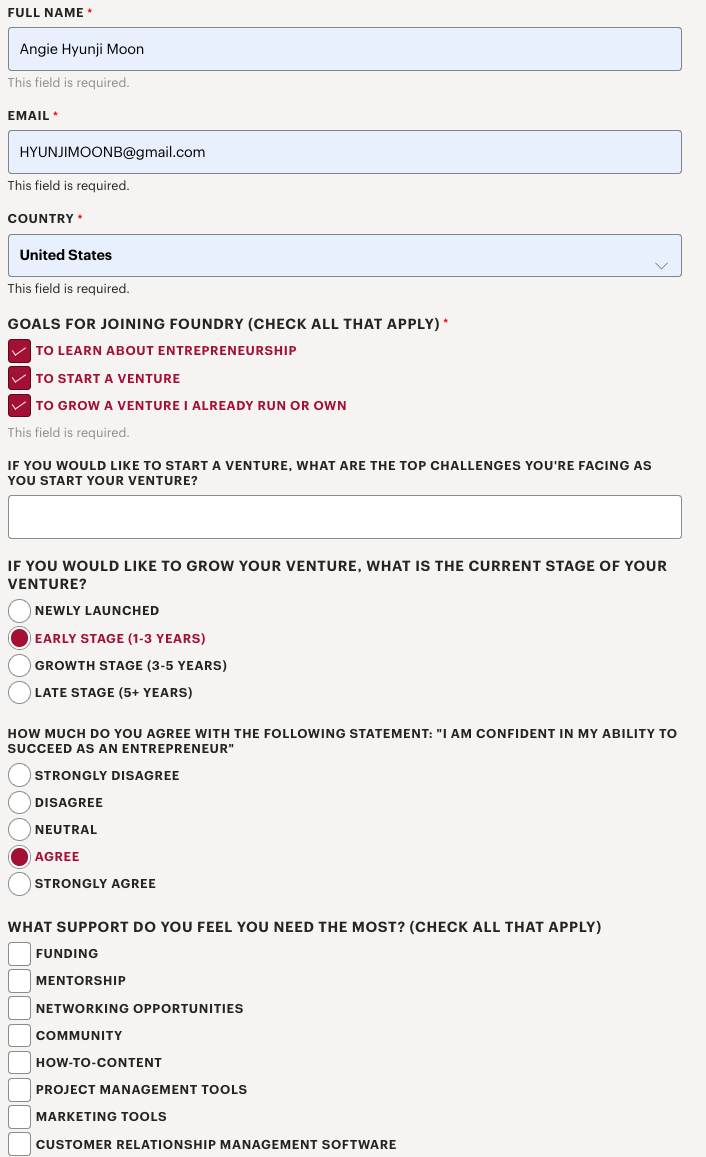 FULL NAME *
Angie Hyunji Moon
This field is required.
EMAIL *
HYUNJIMOONB@gmail.com
This field is required.
COUNTRY *
United States
This field is required.
GOALS FOR JOINING FOUNDRY (CHECK ALL THAT APPLY) *
TO LEARN ABOUT ENTREPRENEURSHIP
TO START A VENTURE
TO GROW A VENTURE I ALREADY RUN OR OWN
This field is required.
IF YOU WOULD LIKE TO START A VENTURE, WHAT ARE THE TOP CHALLENGES YOU'RE FACING AS
YOU START YOUR VENTURE?
IF YOU WOULD LIKE TO GROW YOUR VENTURE, WHAT IS THE CURRENT STAGE OF YOUR
VENTURE?
NEWLY LAUNCHED
EARLY STAGE (1-3 YEARS)
GROWTH STAGE (3-5 YEARS)
LATE STAGE (5+ YEARS)
HOW MUCH DO YOU AGREE WITH THE FOLLOWING STATEMENT: "I AM CONFIDENT IN MY ABILITY TO
SUCCEED AS AN ENTREPRENEUR"
STRONGLY DISAGREE
DISAGREE
NEUTRAL
AGREE
STRONGLY AGREE
WHAT SUPPORT DO YOU FEEL YOU NEED THE MOST? (CHECK ALL THAT APPLY)
FUNDING
MENTORSHIP
NETWORKING OPPORTUNITIES
COMMUNITY
HOW-TO-CONTENT
PROJECT MANAGEMENT TOOLS
MARKETING TOOLS
CUSTOMER RELATIONSHIP MANAGEMENT SOFTWARE